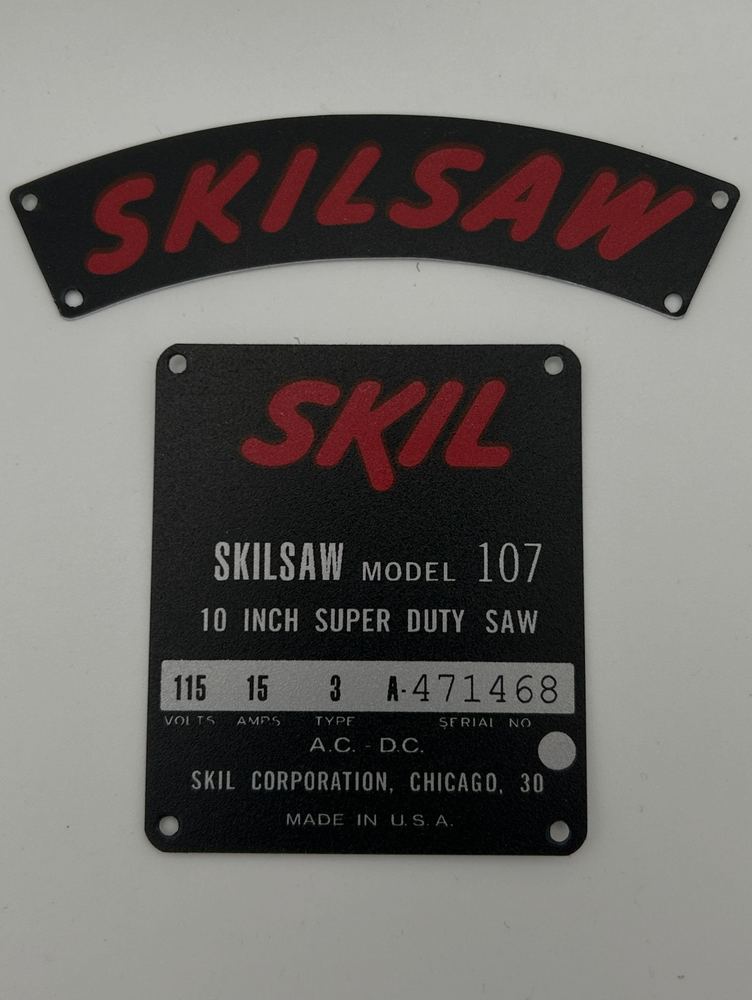 SKILSAW
SKIL
SKILSAW MODEL 107
10 INCH SUPER DUTY SAW
115 15 3 A-471468
VOLTS AMPS TYPE SERIAL NO
A.C. - D.C.
SKIL CORPORATION, CHICAGO, 30
MADE IN U.S.A.